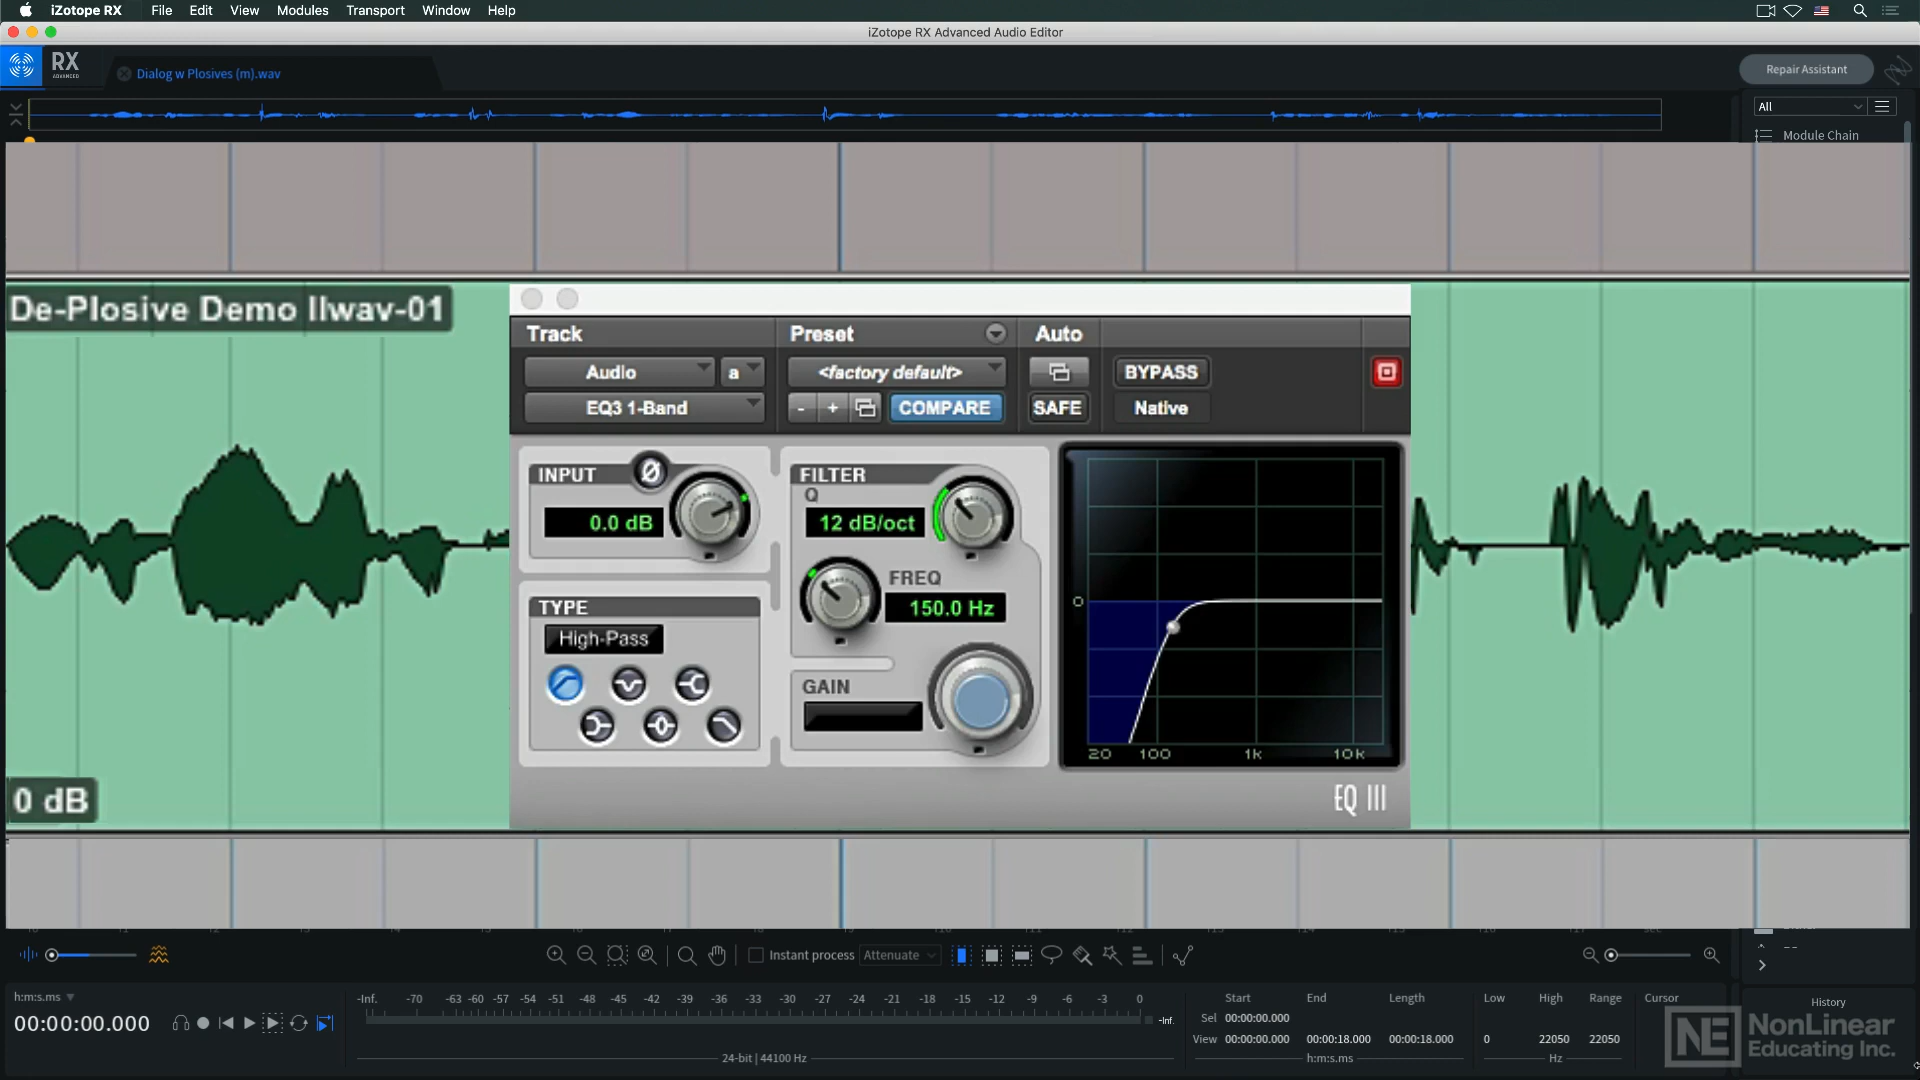 iZotope RX File Edit View Modules Transport Window Help
iZotope RX Advanced Audio Editor
RX
ADVANCED
Dialog w Plosives (m).wav
Repair Assistant
All
Module Chain
De-Plosive Demo IIwav-01
Track Preset Auto
Audio a <factory default> BYPASS
EQ3 1-Band - + COMPARE SAFE Native
INPUT Ø
0.0 dB
FILTER
Q
12 dB/oct
FREQ
150.0 Hz
TYPE
High-Pass
GAIN
0
20 100 1k 10k
EQ III
0 dB
Instant process Attenuate
h:m:s.ms
00:00:00.000
-Inf. -70 -63 -60 -57 -54 -51 -48 -45 -42 -39 -36 -33 -30 -27 -24 -21 -18 -15 -12 -9 -6 -3 0
-Inf.
24-bit | 44100 Hz
Start End Length Low High Range Cursor
Sel 00:00:00.000
View 00:00:00.000 00:00:18.000 00:00:18.000 0 22050 22050
h:m:s.ms Hz
History
NE NonLinear
Educating Inc.